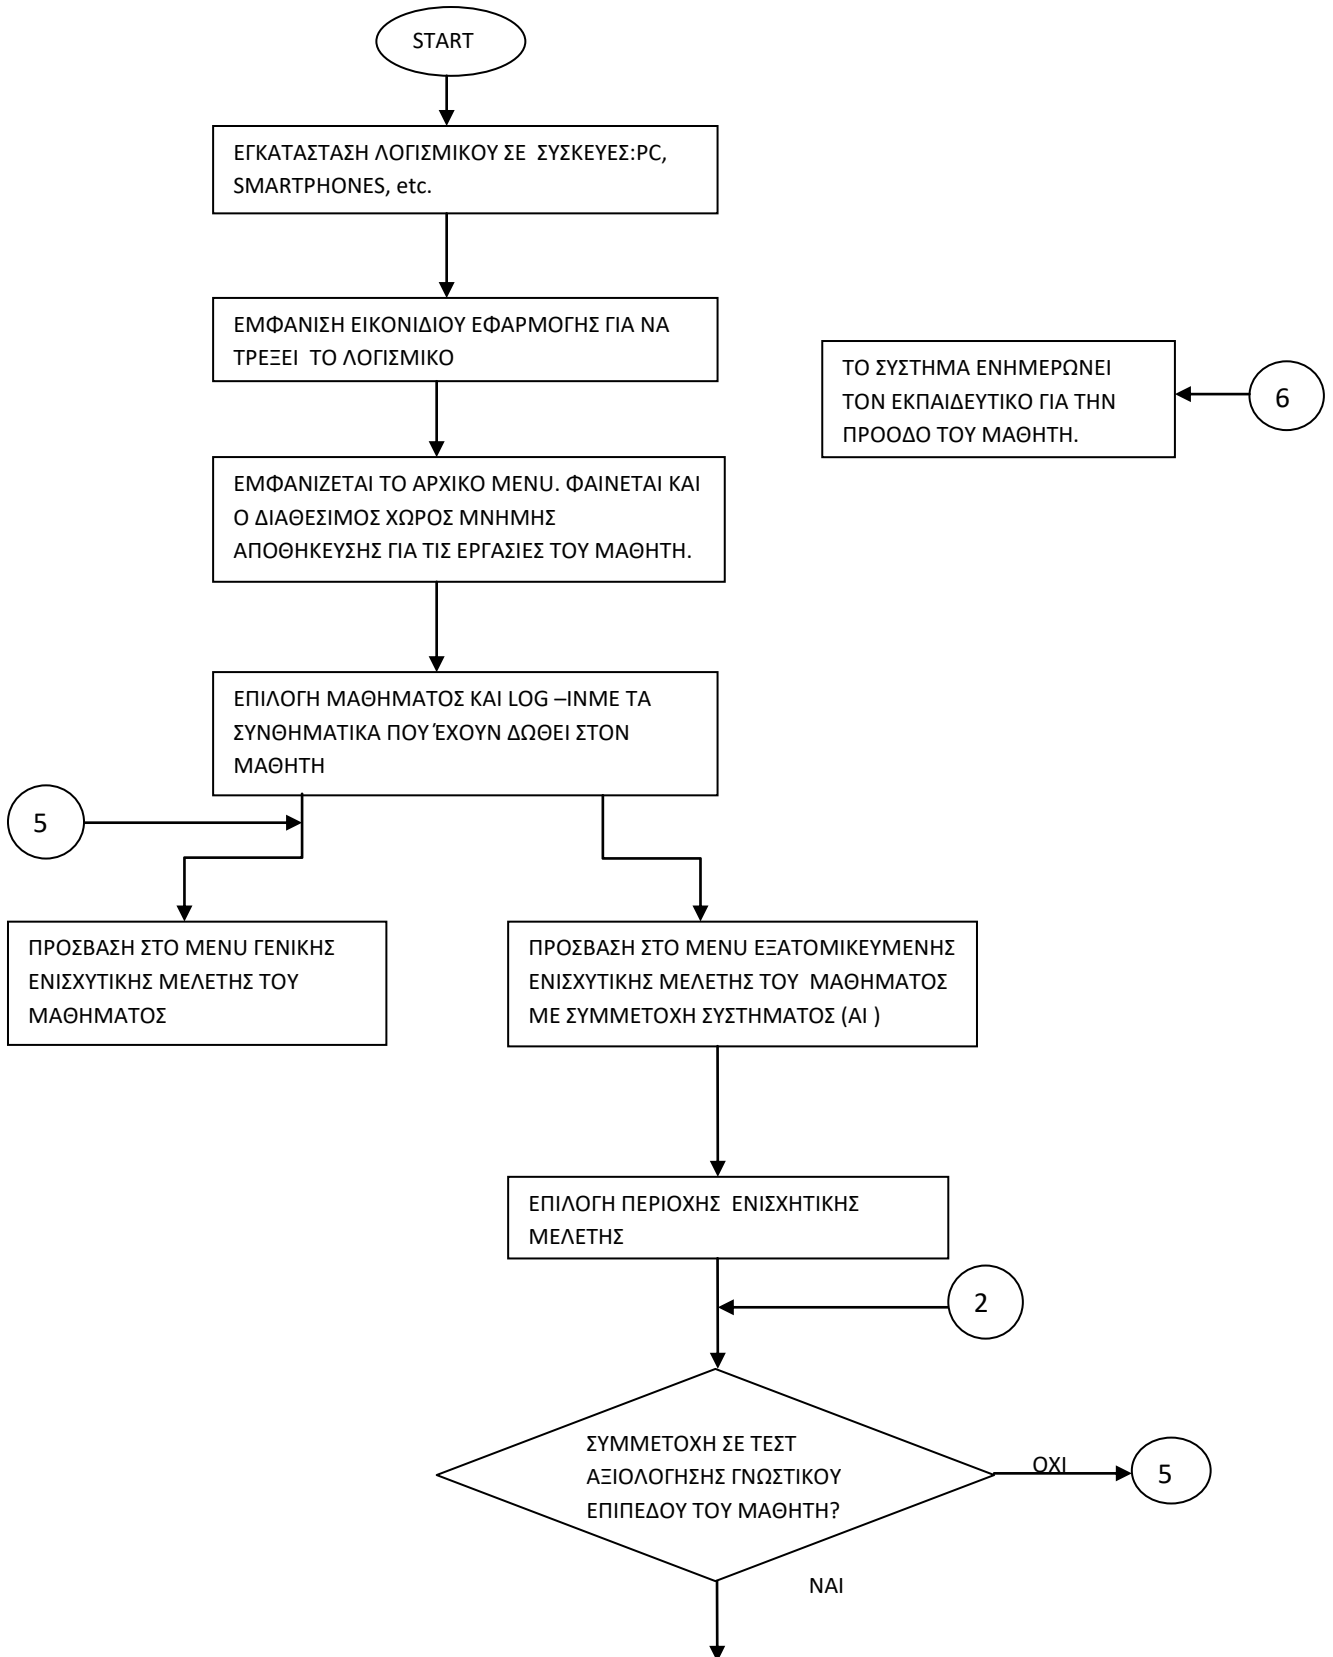 START
ΕΓΚΑΤΑΣΤΑΣΗ ΛΟΓΙΣΜΙΚΟΥ ΣΕ ΣΥΣΚΕΥΕΣ:PC,
SMARTPHONES, etc.
ΕΜΦΑΝΙΣΗ ΕΙΚΟΝΙΔΙΟΥ ΕΦΑΡΜΟΓΗΣ ΓΙΑ ΝΑ
ΤΡΕΞΕΙ ΤΟ ΛΟΓΙΣΜΙΚΟ
ΤΟ ΣΥΣΤΗΜΑ ΕΝΗΜΕΡΩΝΕΙ
ΤΟΝ ΕΚΠΑΙΔΕΥΤΙΚΟ ΓΙΑ ΤΗΝ
ΠΡΟΟΔΟ ΤΟΥ ΜΑΘΗΤΗ.
6
ΕΜΦΑΝΙΖΕΤΑΙ ΤΟ ΑΡΧΙΚΟ MENU. ΦΑΙΝΕΤΑΙ ΚΑΙ
Ο ΔΙΑΘΕΣΙΜΟΣ ΧΩΡΟΣ ΜΝΗΜΗΣ
ΑΠΟΘΗΚΕΥΣΗΣ ΓΙΑ ΤΙΣ ΕΡΓΑΣΙΕΣ ΤΟΥ ΜΑΘΗΤΗ.
ΕΠΙΛΟΓΗ ΜΑΘΗΜΑΤΟΣ ΚΑΙ LOG –INΜΕ ΤΑ
ΣΥΝΘΗΜΑΤΙΚΑ ΠΟΥ ΈΧΟΥΝ ΔΩΘΕΙ ΣΤΟΝ
ΜΑΘΗΤΗ
5
ΠΡΟΣΒΑΣΗ ΣΤΟ MENU ΓΕΝΙΚΗΣ
ΕΝΙΣΧΥΤΙΚΗΣ ΜΕΛΕΤΗΣ ΤΟΥ
ΜΑΘΗΜΑΤΟΣ
ΠΡΟΣΒΑΣΗ ΣΤΟ MENU ΕΞΑΤΟΜΙΚΕΥΜΕΝΗΣ
ΕΝΙΣΧΥΤΙΚΗΣ ΜΕΛΕΤΗΣ ΤΟΥ ΜΑΘΗΜΑΤΟΣ
ΜΕ ΣΥΜΜΕΤΟΧΗ ΣΥΣΤΗΜΑΤΟΣ (AI )
ΕΠΙΛΟΓΗ ΠΕΡΙΟΧΗΣ ΕΝΙΣΧΗΤΙΚΗΣ
ΜΕΛΕΤΗΣ
2
ΣΥΜΜΕΤΟΧΗ ΣΕ ΤΕΣΤ
ΑΞΙΟΛΟΓΗΣΗΣ ΓΝΩΣΤΙΚΟΥ
ΕΠΙΠΕΔΟΥ ΤΟΥ ΜΑΘΗΤΗ?
ΟΧΙ
5
ΝΑΙ